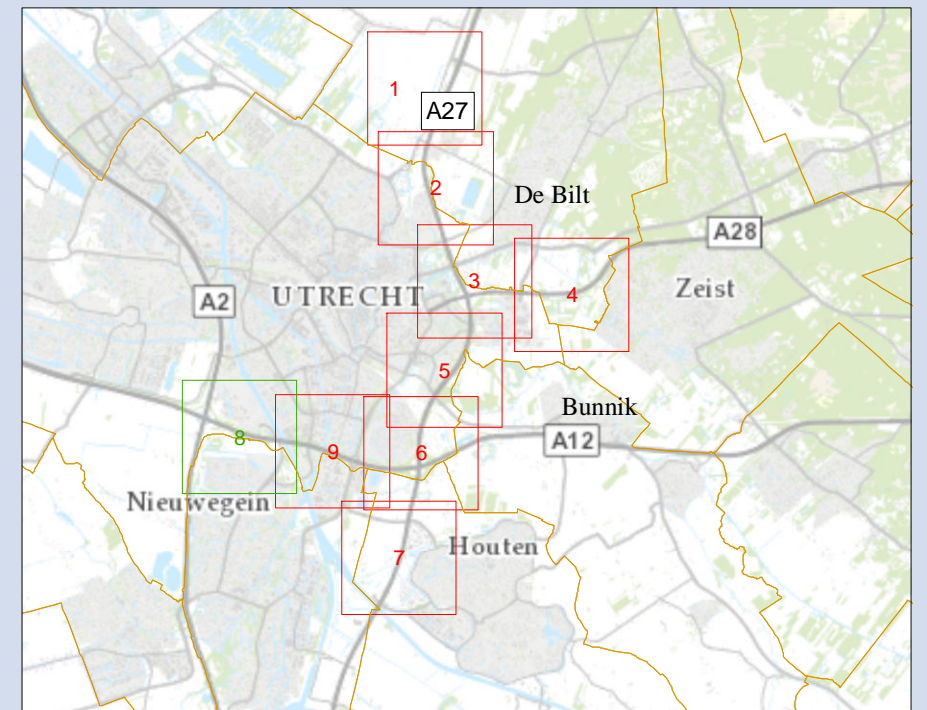 1
A27
2
De Bilt
A28
3
4
Zeist
A2
UTRECHT
5
Bunnik
8
9
6
A12
Nieuwegein
Houten
7